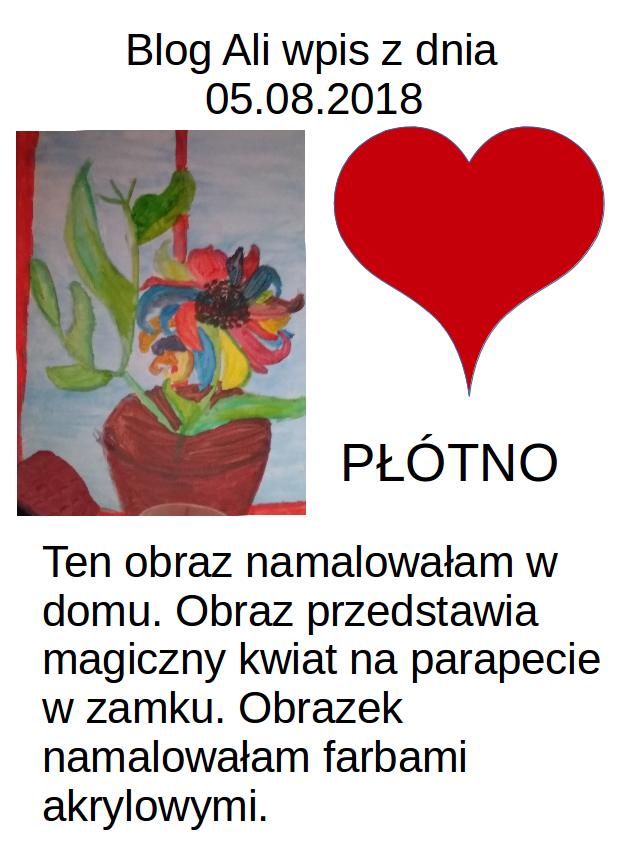 Blog Ali wpis z dnia
05.08.2018
PŁÓTNO
Ten obraz namalowałam w
domu. Obraz przedstawia
magiczny kwiat na parapecie
w zamku. Obrazek
namalowałam farbami
akrylowymi.